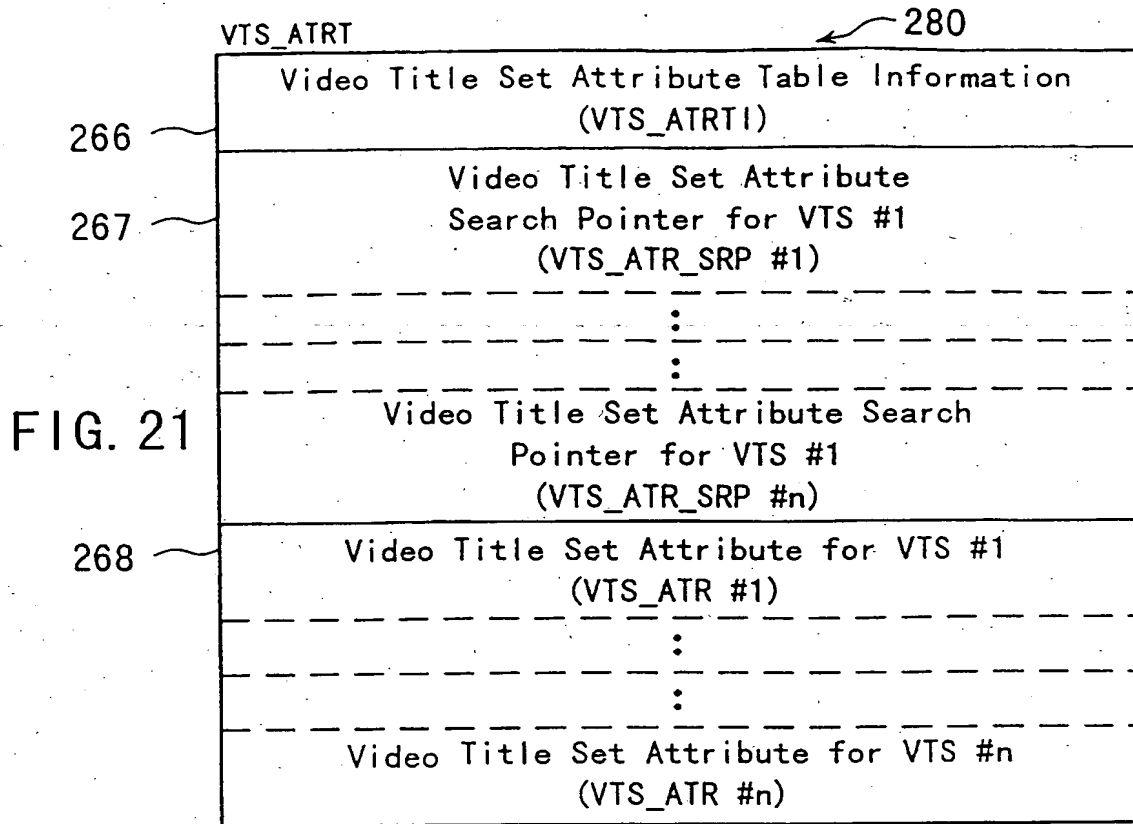 VTS_ATRT
280
Video Title Set Attribute Table Information
(VTS_ATRTI)
266
Video Title Set Attribute
267
Search Pointer for VTS #1
(VTS_ATR_SRP #1)
Video Title Set Attribute Search
FIG. 21
Pointer for VTS #1
(VTS_ATR_SRP #n)
268
Video Title Set Attribute for VTS #1
(VTS_ATR #1)
Video Title Set Attribute for VTS #n
(VTS_ATR #n)